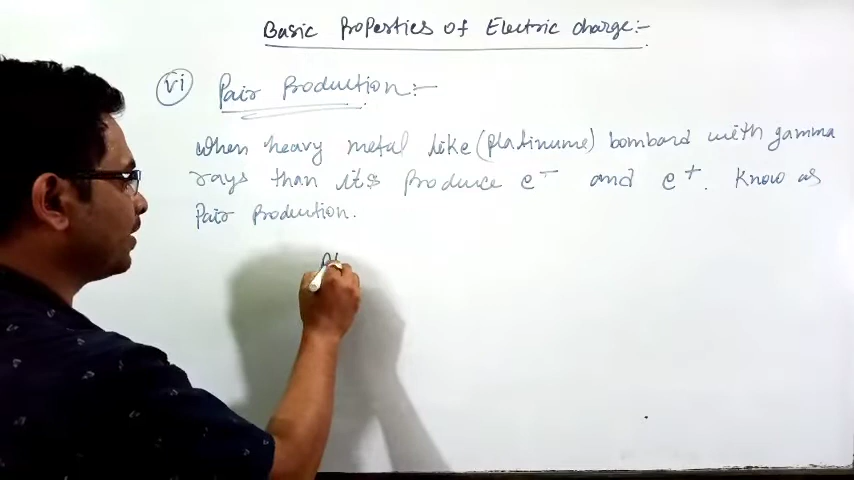 Basic Properties of Electric charge:-
vi Pair Production:-
when heavy metal like (Platinume) bombard with gamma
rays than its Produce e⁻ and e⁺. Know as
Pair Production.